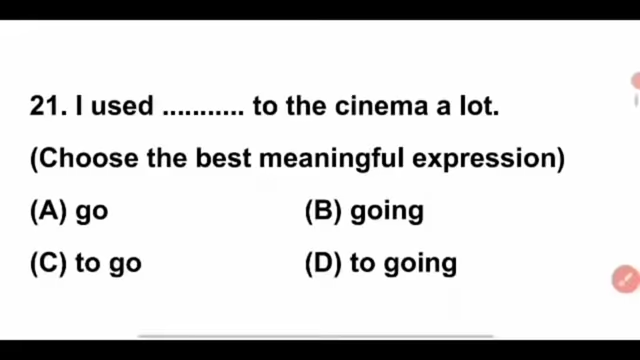 21. I used ........... to the cinema a lot.
(Choose the best meaningful expression)
(A) go (B) going
(C) to go (D) to going